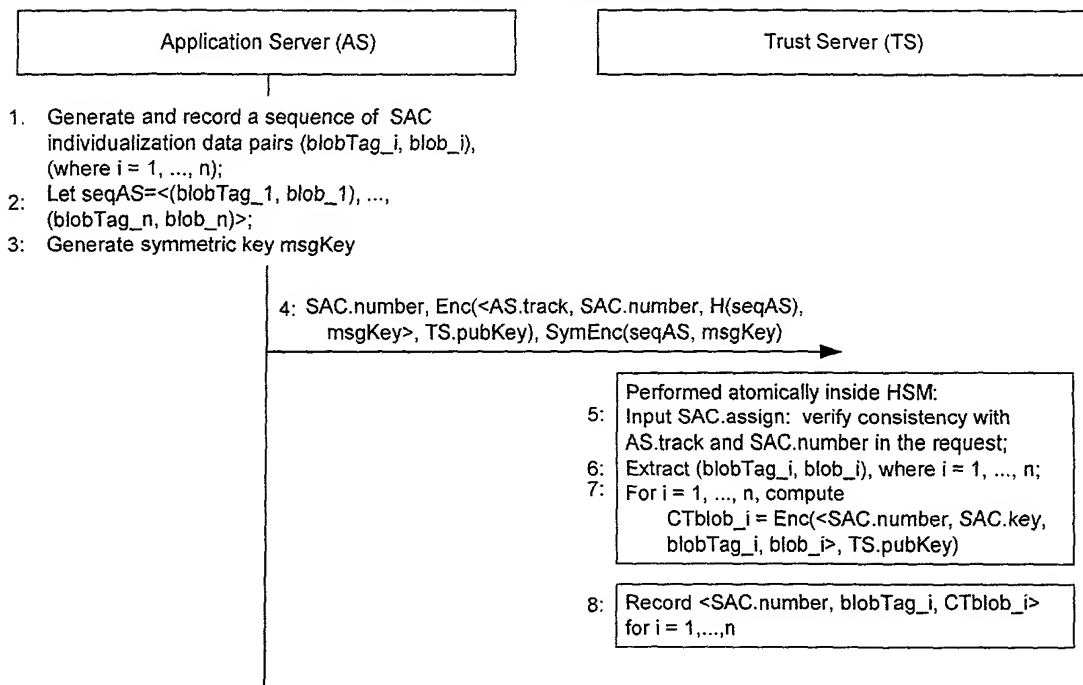 Application Server (AS)
Trust Server (TS)
1. Generate and record a sequence of SAC
individualization data pairs (blobTag_i, blob_i),
(where i = 1, ..., n);
2: Let seqAS=<(blobTag_1, blob_1), ...,
(blobTag_n, blob_n)>;
3: Generate symmetric key msgKey
4: SAC.number, Enc(<AS.track, SAC.number, H(seqAS),
msgKey>, TS.pubKey), SymEnc(seqAS, msgKey)
Performed atomically inside HSM:
5: Input SAC.assign: verify consistency with
AS.track and SAC.number in the request;
6: Extract (blobTag_i, blob_i), where i = 1, ..., n;
7: For i = 1, ..., n, compute
CTblob_i = Enc(<SAC.number, SAC.key,
blobTag_i, blob_i>, TS.pubKey)
8: Record <SAC.number, blobTag_i, CTblob_i>
for i = 1,...,n